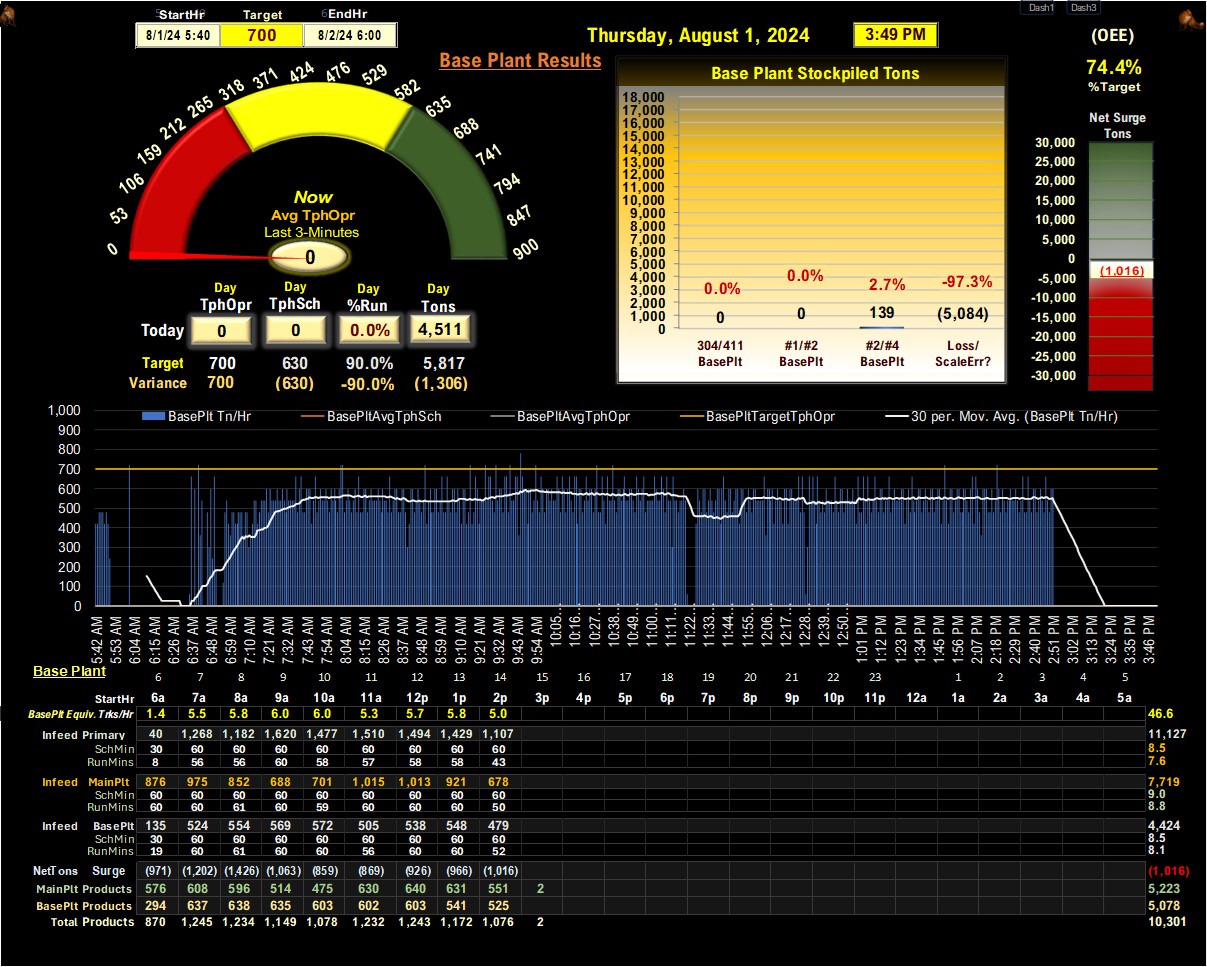 StartHr Target EndHr
8/1/24 5:40 700 8/2/24 6:00
Thursday, August 1, 2024 3:49 PM
Dash1 Dash3
(OEE)
74.4%
%Target
Base Plant Results
0 53 106 159 212 265 318 371 424 476 529 582 635 688 741 794 847 900
Now
Avg TphOpr
Last 3-Minutes
0
Day Day Day Day
TphOpr TphSch %Run Tons
Today 0 0 0.0% 4,511
Target 700 630 90.0% 5,817
Variance 700 (630) -90.0% (1,306)
Base Plant Stockpiled Tons
18,000
17,000
16,000
15,000
14,000
13,000
12,000
11,000
10,000
9,000
8,000
7,000
6,000
5,000
4,000
3,000
2,000
1,000
0
0.0% 0.0% 2.7% -97.3%
0 0 139 (5,084)
304/411 #1/#2 #2/#4 Loss/
BasePlt BasePlt BasePlt ScaleErr?
Net Surge
Tons
30,000
25,000
20,000
15,000
10,000
5,000
0
(1,016)
-5,000
-10,000
-15,000
-20,000
-25,000
-30,000
BasePlt Tn/Hr BasePltAvgTphSch BasePltAvgTphOpr BasePltTargetTphOpr 30 per. Mov. Avg. (BasePlt Tn/Hr)
1,000
900
800
700
600
500
400
300
200
100
0
5:42 AM 5:53 AM 6:04 AM 6:15 AM 6:26 AM 6:37 AM 6:48 AM 6:59 AM 7:10 AM 7:21 AM 7:32 AM 7:43 AM 7:54 AM 8:04 AM 8:15 AM 8:26 AM 8:37 AM 8:48 AM 8:59 AM 9:10 AM 9:21 AM 9:32 AM 9:43 AM 9:54 AM 10:05... 10:16... 10:27... 10:38... 10:49... 11:00... 11:11... 11:22... 11:33... 11:44... 11:55... 12:06... 12:17... 12:28... 12:39... 12:50... 1:01 PM 1:12 PM 1:23 PM 1:34 PM 1:45 PM 1:56 PM 2:07 PM 2:18 PM 2:29 PM 2:40 PM 2:51 PM 3:02 PM 3:13 PM 3:24 PM 3:35 PM 3:46 PM
Base Plant 6 7 8 9 10 11 12 13 14 15 16 17 18 19 20 21 22 23 1 2 3 4 5
StartHr 6a 7a 8a 9a 10a 11a 12p 1p 2p 3p 4p 5p 6p 7p 8p 9p 10p 11p 12p 1a 2a 3a 4a 5a
BasePlt Equiv. Trks/Hr 1.4 5.5 5.8 6.0 6.0 5.3 5.7 5.8 5.0 46.6
Infeed Primary 40 1,268 1,182 1,620 1,477 1,510 1,494 1,429 1,107 11,127
SchMin 30 60 60 60 60 60 60 60 60 8.5
RunMins 8 56 56 60 58 57 58 58 43 7.6
Infeed MainPlt 876 975 852 688 701 1,015 1,013 921 678 7,719
SchMin 60 60 60 60 60 60 60 60 60 9.0
RunMins 60 60 61 60 59 60 60 60 50 8.8
Infeed BasePlt 135 524 554 569 572 505 538 548 479 4,424
SchMin 30 60 60 60 60 60 60 60 60 8.5
RunMins 19 60 61 60 60 56 60 60 52 8.1
NetTons Surge (971) (1,202) (1,426) (1,063) (859) (869) (926) (966) (1,016) (1,016)
MainPlt Products 576 608 596 514 475 630 640 631 551 2 5,223
BasePlt Products 294 637 638 635 603 602 603 541 525 5,078
Total Products 870 1,245 1,234 1,149 1,078 1,232 1,243 1,172 1,076 2 10,301